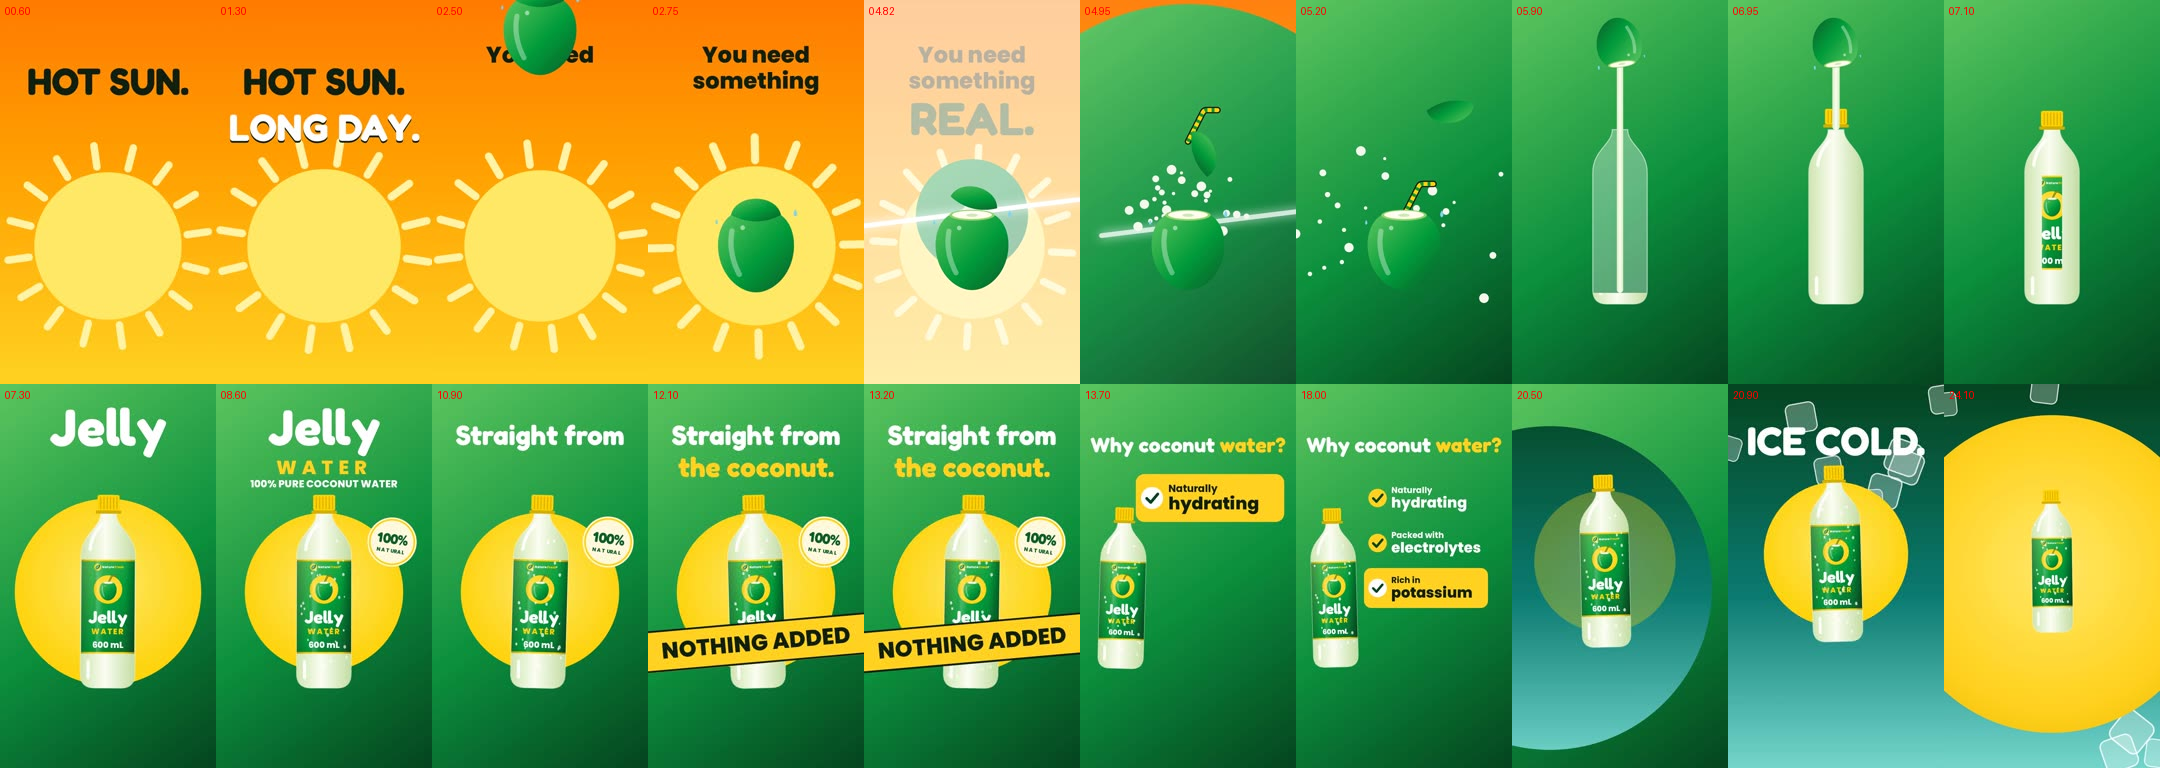 00.60
HOT SUN.
01.30
HOT SUN.
LONG DAY.
02.50
02.75
You need
something
04.82
You need
something
REAL.
04.95
05.20
05.90
06.95
07.10
07.30
Jelly
Jelly
WATER
600 mL
08.60
Jelly
WATER
100% PURE COCONUT WATER
100%
NATURAL
Jelly
WATER
600 mL
10.90
Straight from
100%
NATURAL
Jelly
WATER
600 mL
12.10
Straight from
the coconut.
100%
NATURAL
NOTHING ADDED
13.20
Straight from
the coconut.
100%
NATURAL
NOTHING ADDED
13.70
Why coconut water?
Naturally
hydrating
Jelly
WATER
600 mL
18.00
Why coconut water?
Naturally
hydrating
Packed with
electrolytes
Rich in
potassium
Jelly
WATER
600 mL
20.50
Jelly
WATER
600 mL
20.90
ICE COLD.
Jelly
WATER
600 mL
Jelly
WATER
600 mL